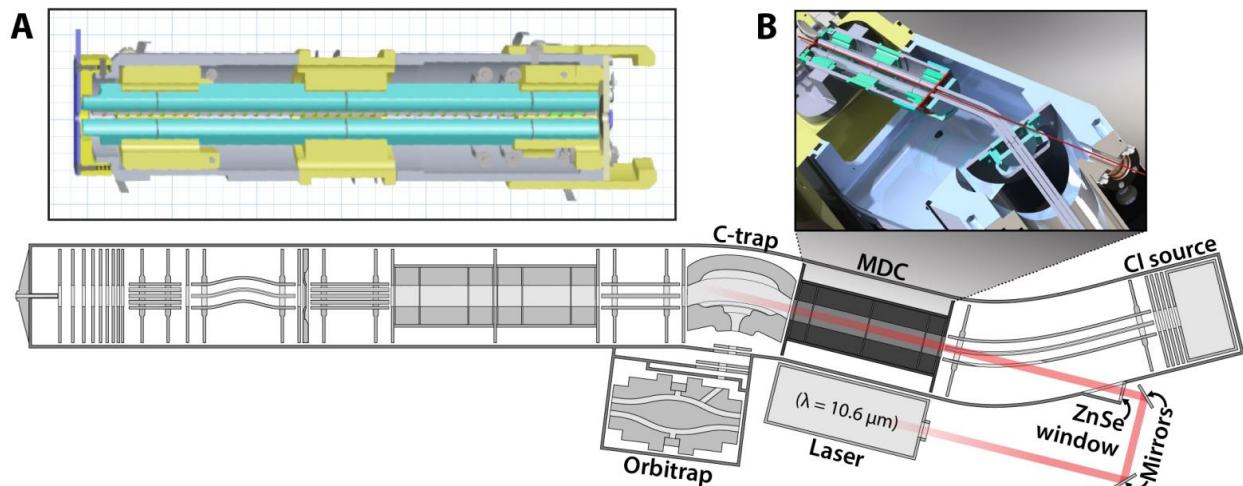 A
B
C-trap
MDC
CI source
(λ = 10.6 μm)
Laser
ZnSe
window
Mirrors
Orbitrap